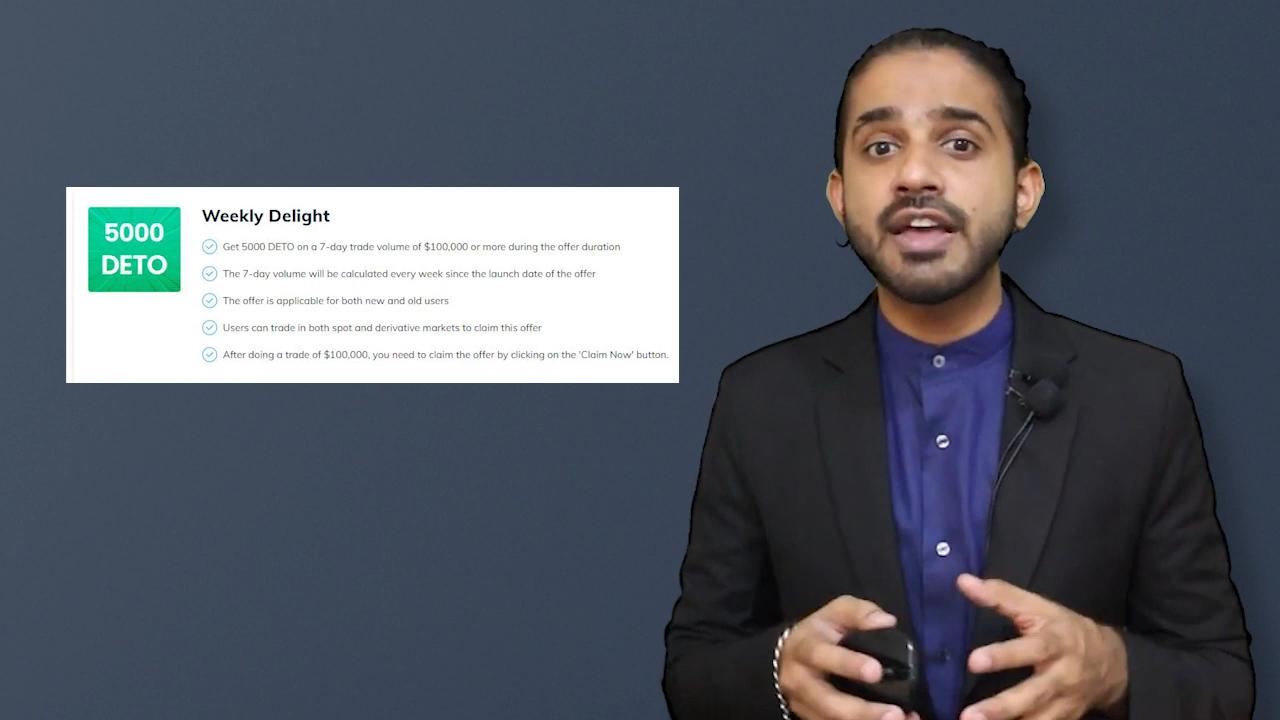 5000
DETO
Weekly Delight
Get 5000 DETO on a 7-day trade volume of $100,000 or more during the offer duration
The 7-day volume will be calculated every week since the launch date of the offer
The offer is applicable for both new and old users
Users can trade in both spot and derivative markets to claim this offer
After doing a trade of $100,000, you need to claim the offer by clicking on the 'Claim Now' button.